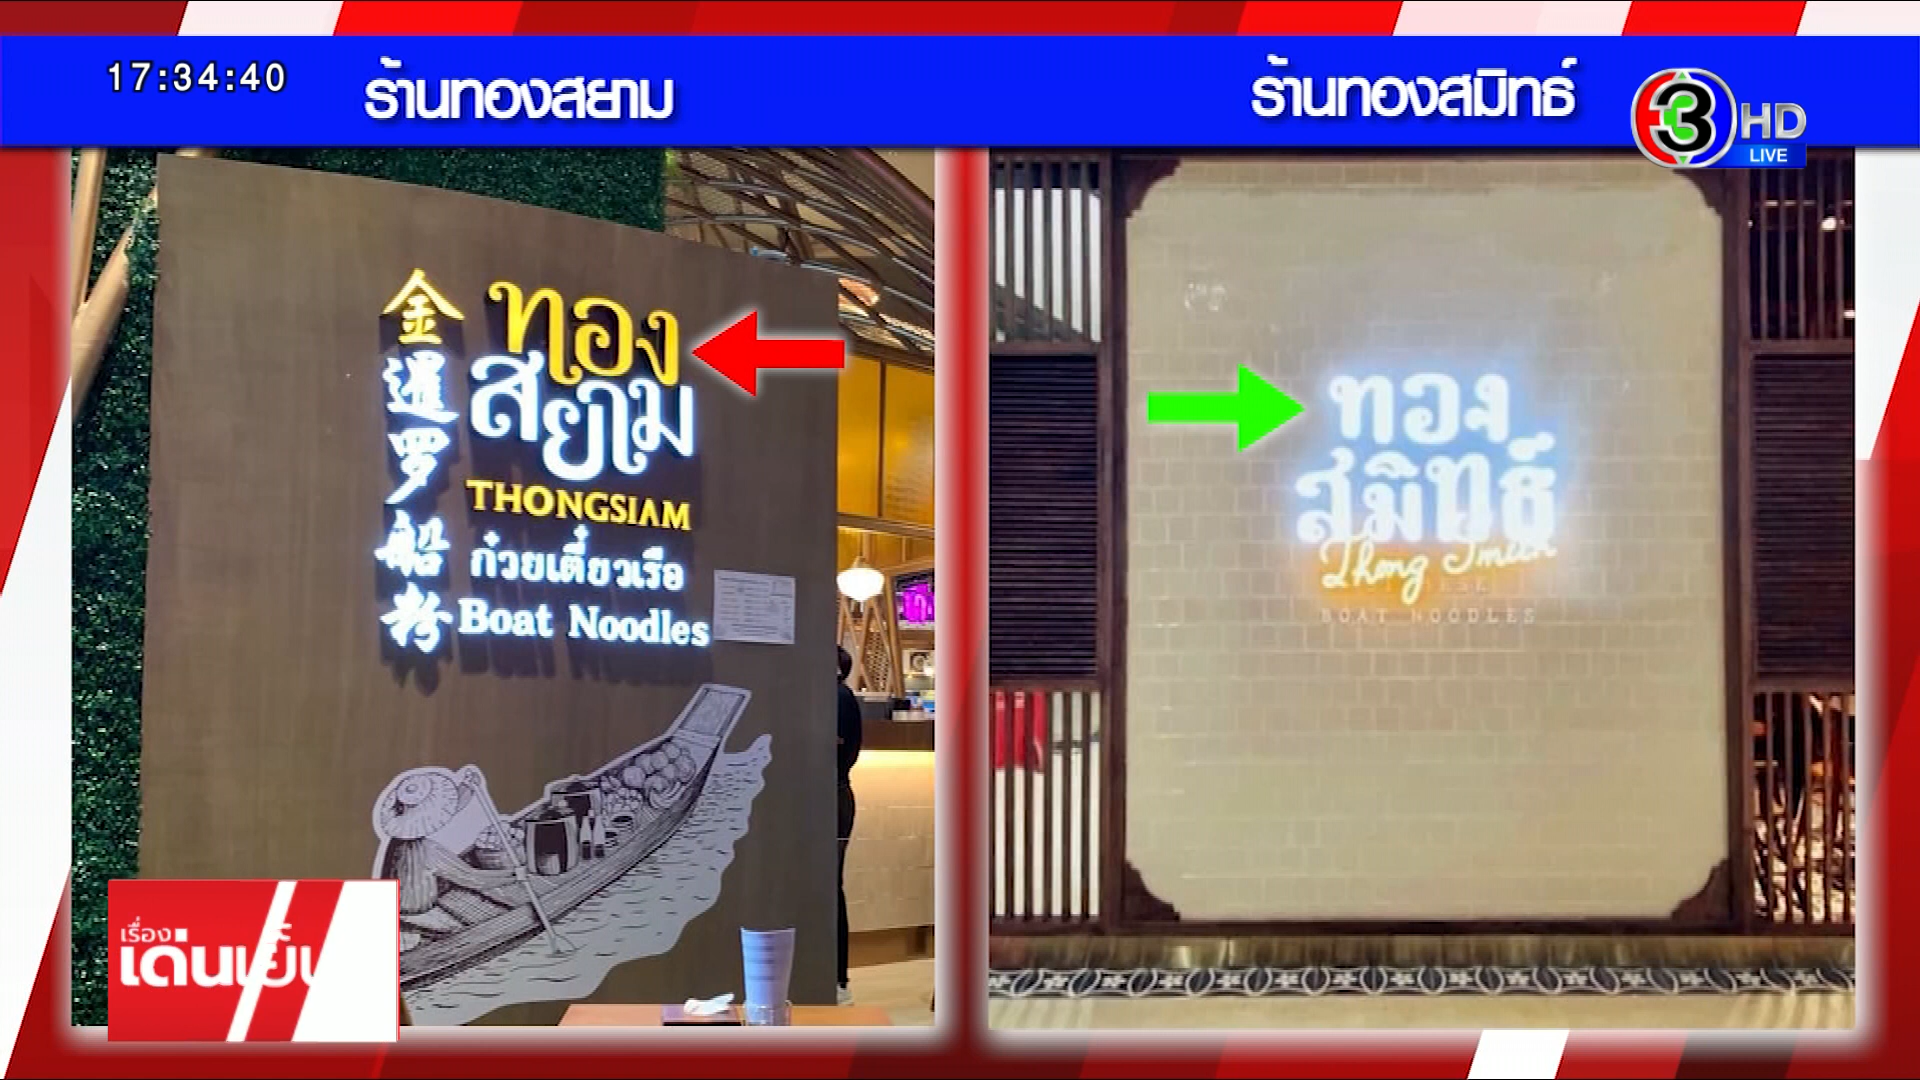 17:34:40
ร้านทองสยาม
ร้านทองสมิทธ์
3 HD
LIVE
金暹罗船粉
ทอง
สยาม
THONGSIAM
ก๋วยเตี๋ยวเรือ
Boat Noodles
ทอง
สมิทธ์
Thong Smith
BOAT NOODLES
เรื่อง
เด่นเย็น